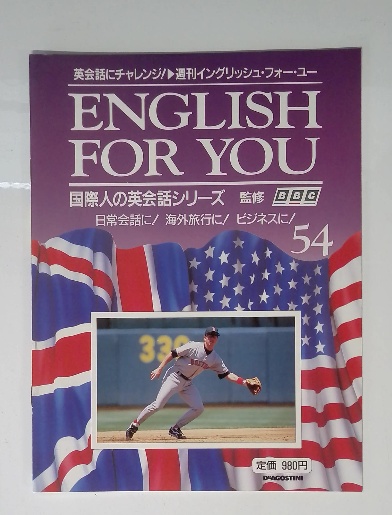 英会話にチャレンジ!▶週刊イングリッシュ・フォー・ユー
ENGLISH
FOR YOU
国際人の英会話シリーズ 監修 BBC
日常会話に! 海外旅行に! ビジネスに!
54
330
定価 980円
DEAGOSTINI